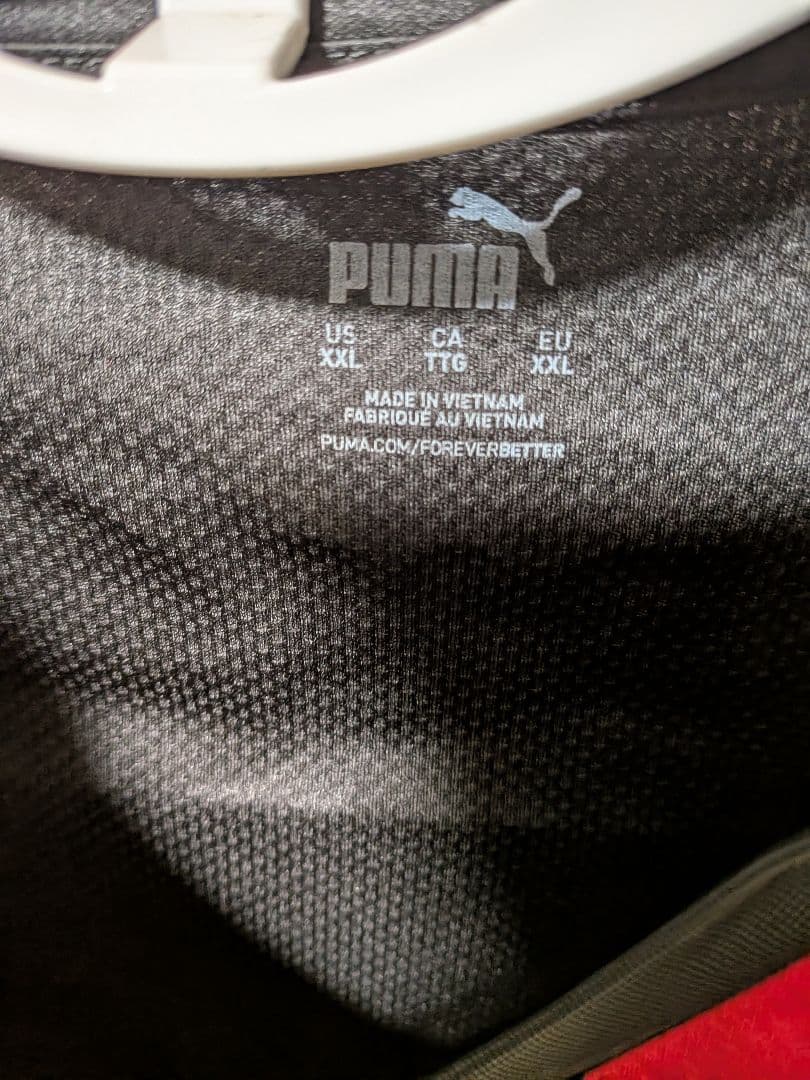 PUMA
US CA EU
XXL TTG XXL
MADE IN VIETNAM
FABRIQUÉ AU VIETNAM
PUMA.COM/FOREVERBETTER